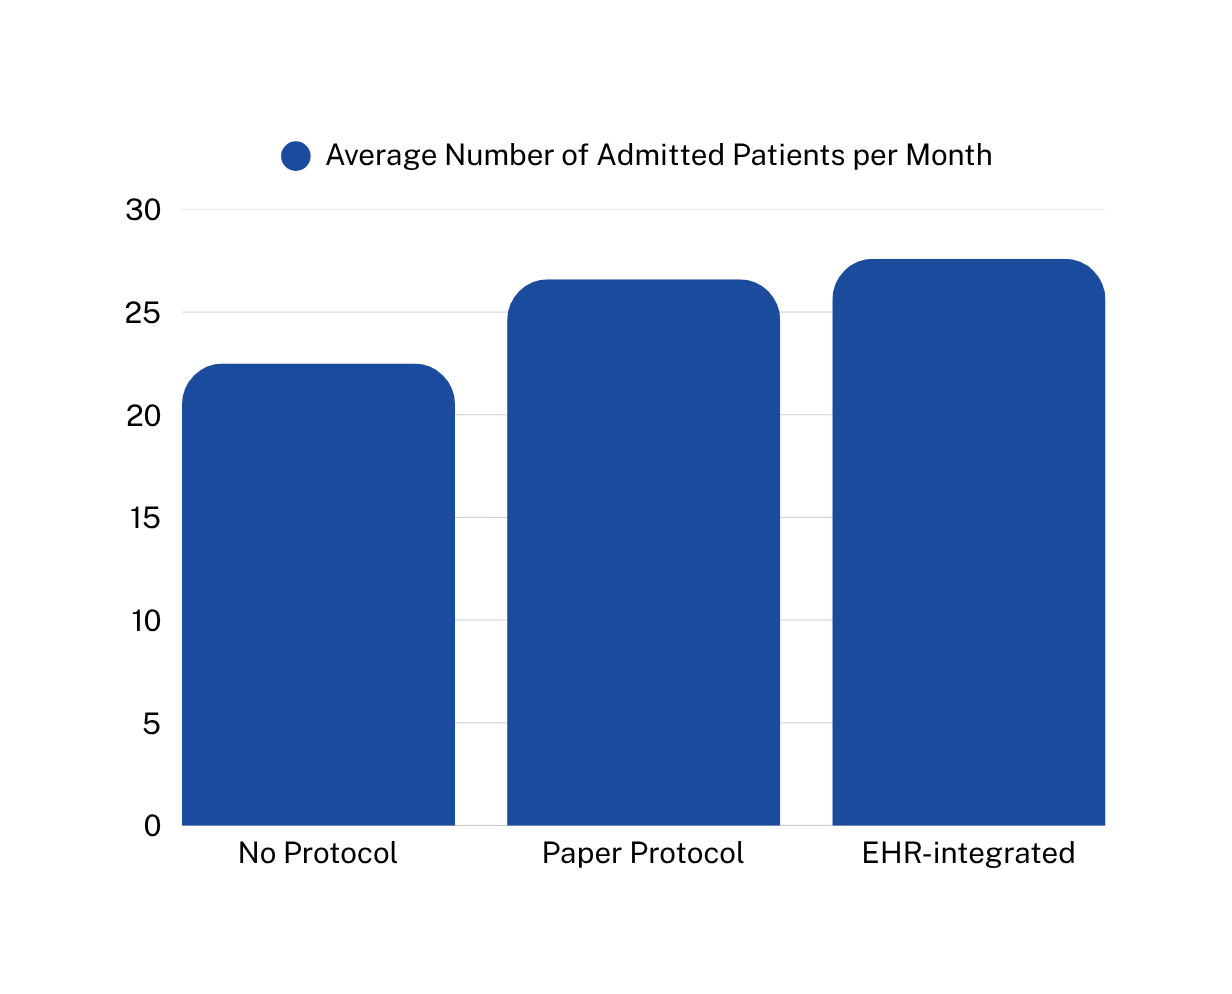 Average Number of Admitted Patients per Month
30
25
20
15
10
5
0
No Protocol
Paper Protocol
EHR-integrated